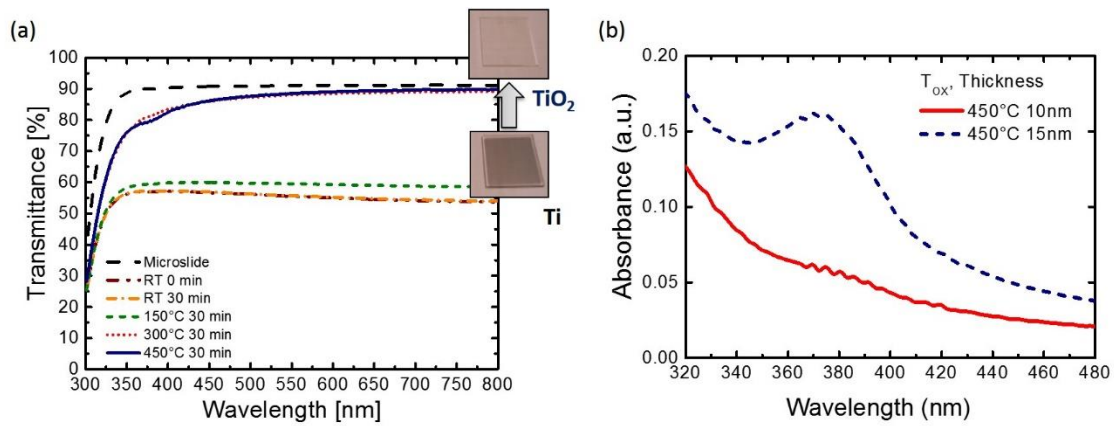 (a)
100
90
80
70
60
50
40
30
20
10
0
Transmittance [%]
Microslide
RT 0 min
RT 30 min
150°C 30 min
300°C 30 min
450°C 30 min
300 350 400 450 500 550 600 650 700 750 800
Wavelength [nm]
TiO₂
Ti
(b)
0.20
0.15
0.10
0.05
0.00
Absorbance (a.u.)
Tₒₓ, Thickness
450°C 10nm
450°C 15nm
320 340 360 380 400 420 440 460 480
Wavelength (nm)